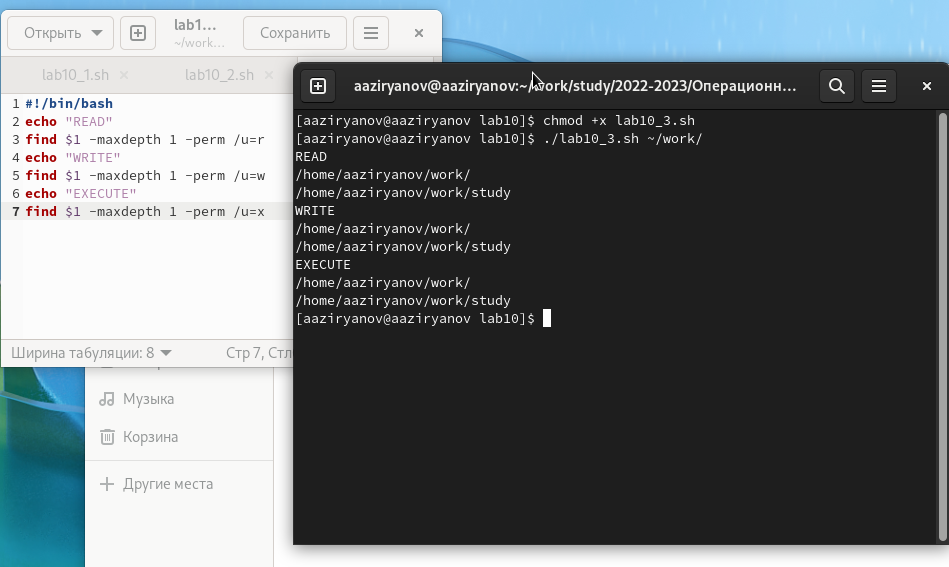 Открыть
lab1...
~/work...
Сохранить
lab10_1.sh
lab10_2.sh
1 #!/bin/bash
2 echo "READ"
3 find $1 -maxdepth 1 -perm /u=r
4 echo "WRITE"
5 find $1 -maxdepth 1 -perm /u=w
6 echo "EXECUTE"
7 find $1 -maxdepth 1 -perm /u=x
Ширина табуляции: 8
Стр 7, Стл
Музыка
Корзина
Другие места
aaziryanov@aaziryanov:~/work/study/2022-2023/Операционн...
[aaziryanov@aaziryanov lab10]$ chmod +x lab10_3.sh
[aaziryanov@aaziryanov lab10]$ ./lab10_3.sh ~/work/
READ
/home/aaziryanov/work/
/home/aaziryanov/work/study
WRITE
/home/aaziryanov/work/
/home/aaziryanov/work/study
EXECUTE
/home/aaziryanov/work/
/home/aaziryanov/work/study
[aaziryanov@aaziryanov lab10]$